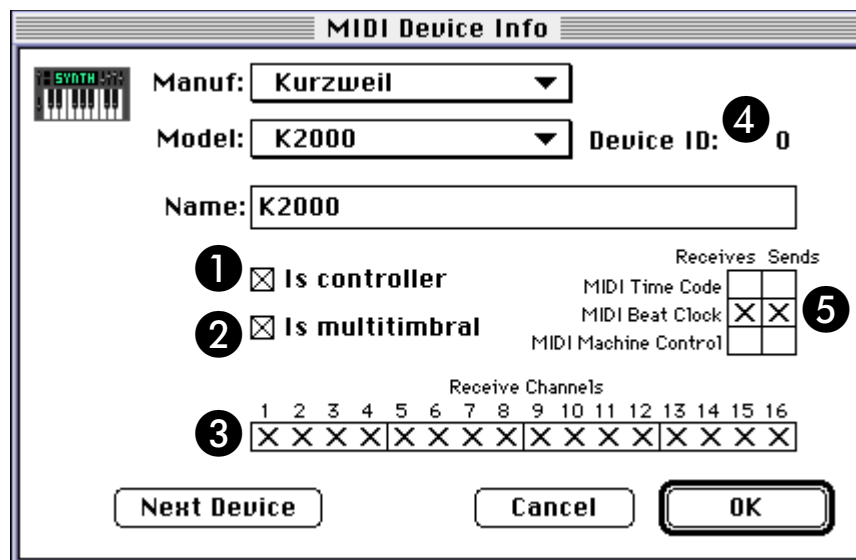 MIDI Device Info
SYNTH
Manuf: Kurzweil
Model: K2000
Device ID: 4 0
Name: K2000
1 Is controller
2 Is multitimbral
Receives Sends
MIDI Time Code
MIDI Beat Clock
MIDI Machine Control
5
Receive Channels
1 2 3 4 5 6 7 8 9 10 11 12 13 14 15 16
3
Next Device
Cancel
OK